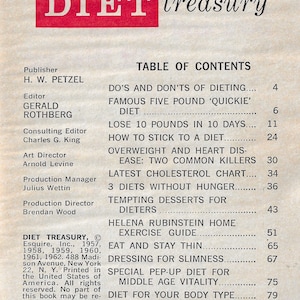 DIET treasury
Publisher
H. W. PETZEL
Editor
GERALD
ROTHBERG
Consulting Editor
Charles G. King
Art Director
Arnold Levine
Production Manager
Julius Wettin
Production Director
Brendan Wood
DIET TREASURY, ©
Esquire, Inc., 1957,
1958, 1959, 1960,
1961, 1962, 488 Madi-
son Avenue, New York
22, N. Y. Printed in
the United States of
America. All rights
reserved. No part of
this book may be re-
TABLE OF CONTENTS
DO'S AND DON'TS OF DIETING.... 4
FAMOUS FIVE POUND 'QUICKIE'
DIET 6
LOSE 10 POUNDS IN 10 DAYS.... 11
HOW TO STICK TO A DIET 24
OVERWEIGHT AND HEART DIS-
EASE: TWO COMMON KILLERS 30
LATEST CHOLESTEROL CHART.... 34
3 DIETS WITHOUT HUNGER 36
TEMPTING DESSERTS FOR
DIETERS 43
HELENA RUBINSTEIN HOME
EXERCISE GUIDE 51
EAT AND STAY THIN 65
DRESSING FOR SLIMNESS 67
SPECIAL PEP-UP DIET FOR
MIDDLE AGE VITALITY 75
DIET FOR YOUR BODY TYPE 79